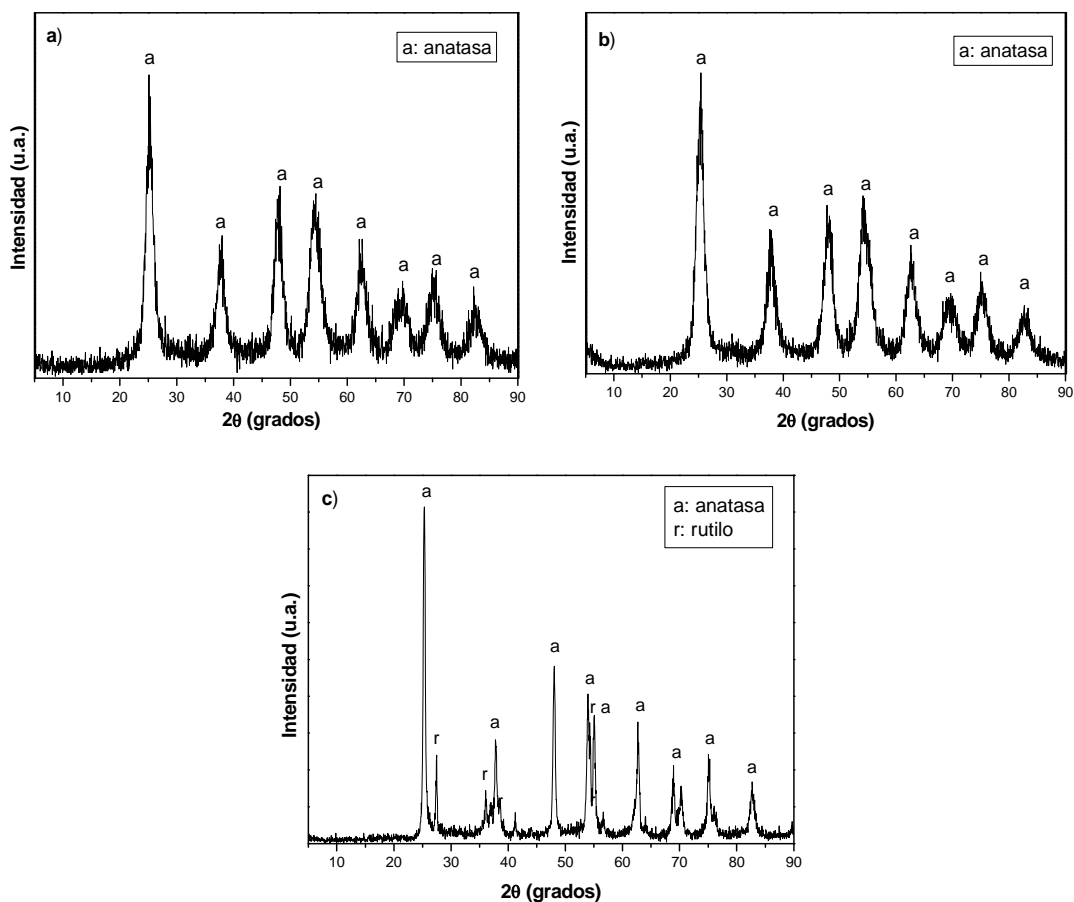 a)
a: anatasa
a
a
a
a
a
a
a
a
Intensidad (u.a.)
10 20 30 40 50 60 70 80 90
2θ (grados)
b)
a: anatasa
a
a
a
a
a
a
a
a
Intensidad (u.a.)
10 20 30 40 50 60 70 80 90
2θ (grados)
c)
a: anatasa
r: rutilo
a
r
r
a
r
a
a
r a
r
a
a
a
a
Intensidad (u.a.)
10 20 30 40 50 60 70 80 90
2θ (grados)